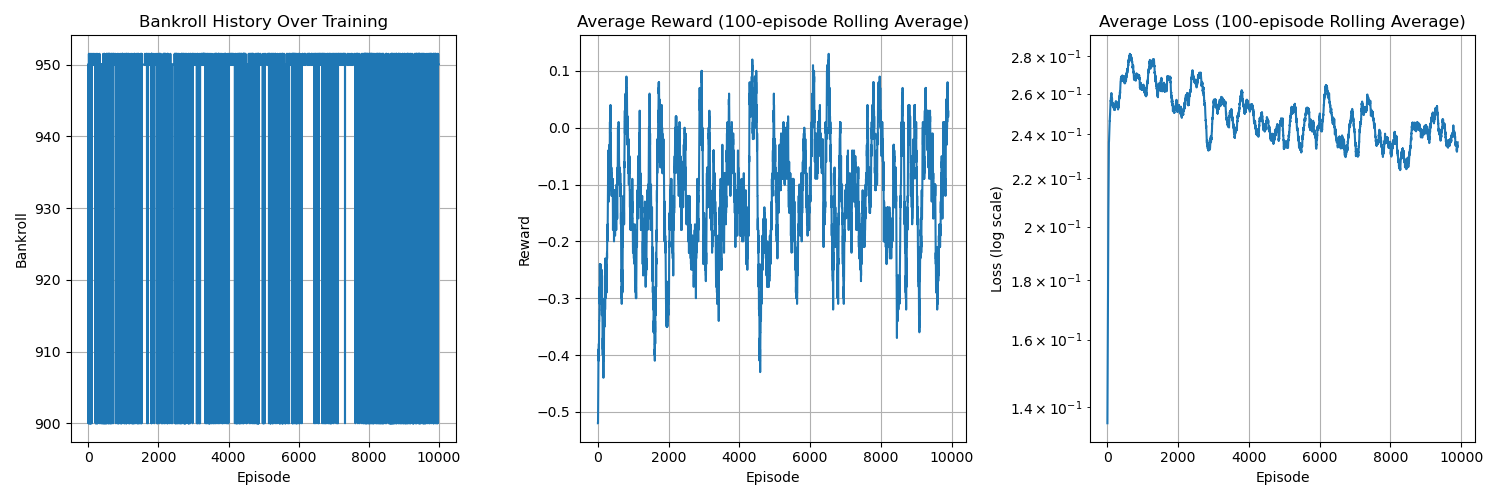 Bankroll History Over Training
950
940
930
920
910
900
Bankroll
0 2000 4000 6000 8000 10000
Episode
Average Reward (100-episode Rolling Average)
0.1
0.0
−0.1
−0.2
−0.3
−0.4
−0.5
Reward
0 2000 4000 6000 8000 10000
Episode
Average Loss (100-episode Rolling Average)
2.8 × 10⁻¹
2.6 × 10⁻¹
2.4 × 10⁻¹
2.2 × 10⁻¹
2 × 10⁻¹
1.8 × 10⁻¹
1.6 × 10⁻¹
1.4 × 10⁻¹
Loss (log scale)
0 2000 4000 6000 8000 10000
Episode